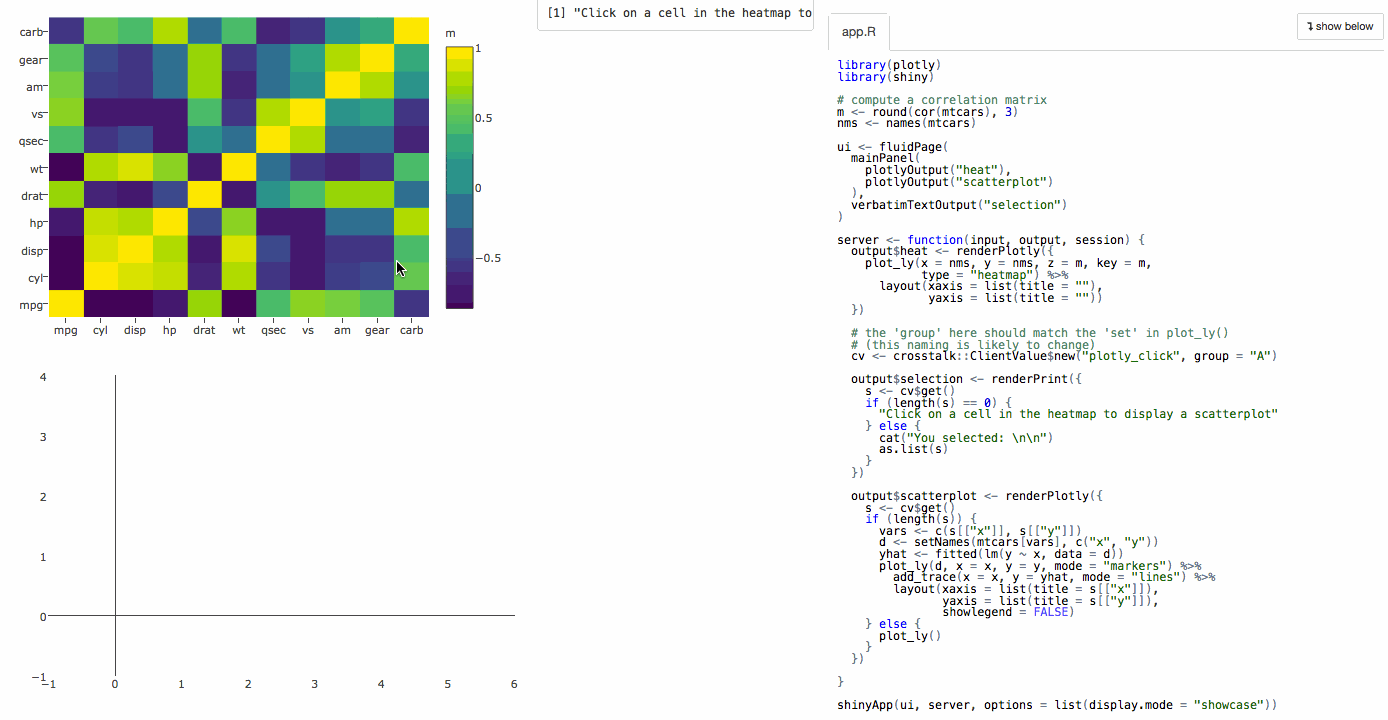 carb
gear
am
vs
qsec
wt
drat
hp
disp
cyl
mpg
mpg cyl disp hp drat wt qsec vs am gear carb
m
1
0.5
0
−0.5
4
3
2
1
0
−1
−1 0 1 2 3 4 5 6
[1] "Click on a cell in the heatmap to
app.R
show below
library(plotly)
library(shiny)
# compute a correlation matrix
m <- round(cor(mtcars), 3)
nms <- names(mtcars)
ui <- fluidPage(
  mainPanel(
    plotlyOutput("heat"),
    plotlyOutput("scatterplot")
  ),
  verbatimTextOutput("selection")
)
server <- function(input, output, session) {
  output$heat <- renderPlotly({
    plot_ly(x = nms, y = nms, z = m, key = m,
            type = "heatmap") %>%
      layout(xaxis = list(title = ""),
             yaxis = list(title = ""))
  })
  # the 'group' here should match the 'set' in plot_ly()
  # (this naming is likely to change)
  cv <- crosstalk::ClientValue$new("plotly_click", group = "A")
  output$selection <- renderPrint({
    s <- cv$get()
    if (length(s) == 0) {
      "Click on a cell in the heatmap to display a scatterplot"
    } else {
      cat("You selected: \n\n")
      as.list(s)
    }
  })
  output$scatterplot <- renderPlotly({
    s <- cv$get()
    if (length(s)) {
      vars <- c(s[["x"]], s[["y"]])
      d <- setNames(mtcars[vars], c("x", "y"))
      yhat <- fitted(lm(y ~ x, data = d))
      plot_ly(d, x = x, y = y, mode = "markers") %>%
        add_trace(x = x, y = yhat, mode = "lines") %>%
        layout(xaxis = list(title = s[["x"]]),
               yaxis = list(title = s[["y"]]),
               showlegend = FALSE)
    } else {
      plot_ly()
    }
  })
}
shinyApp(ui, server, options = list(display.mode = "showcase"))